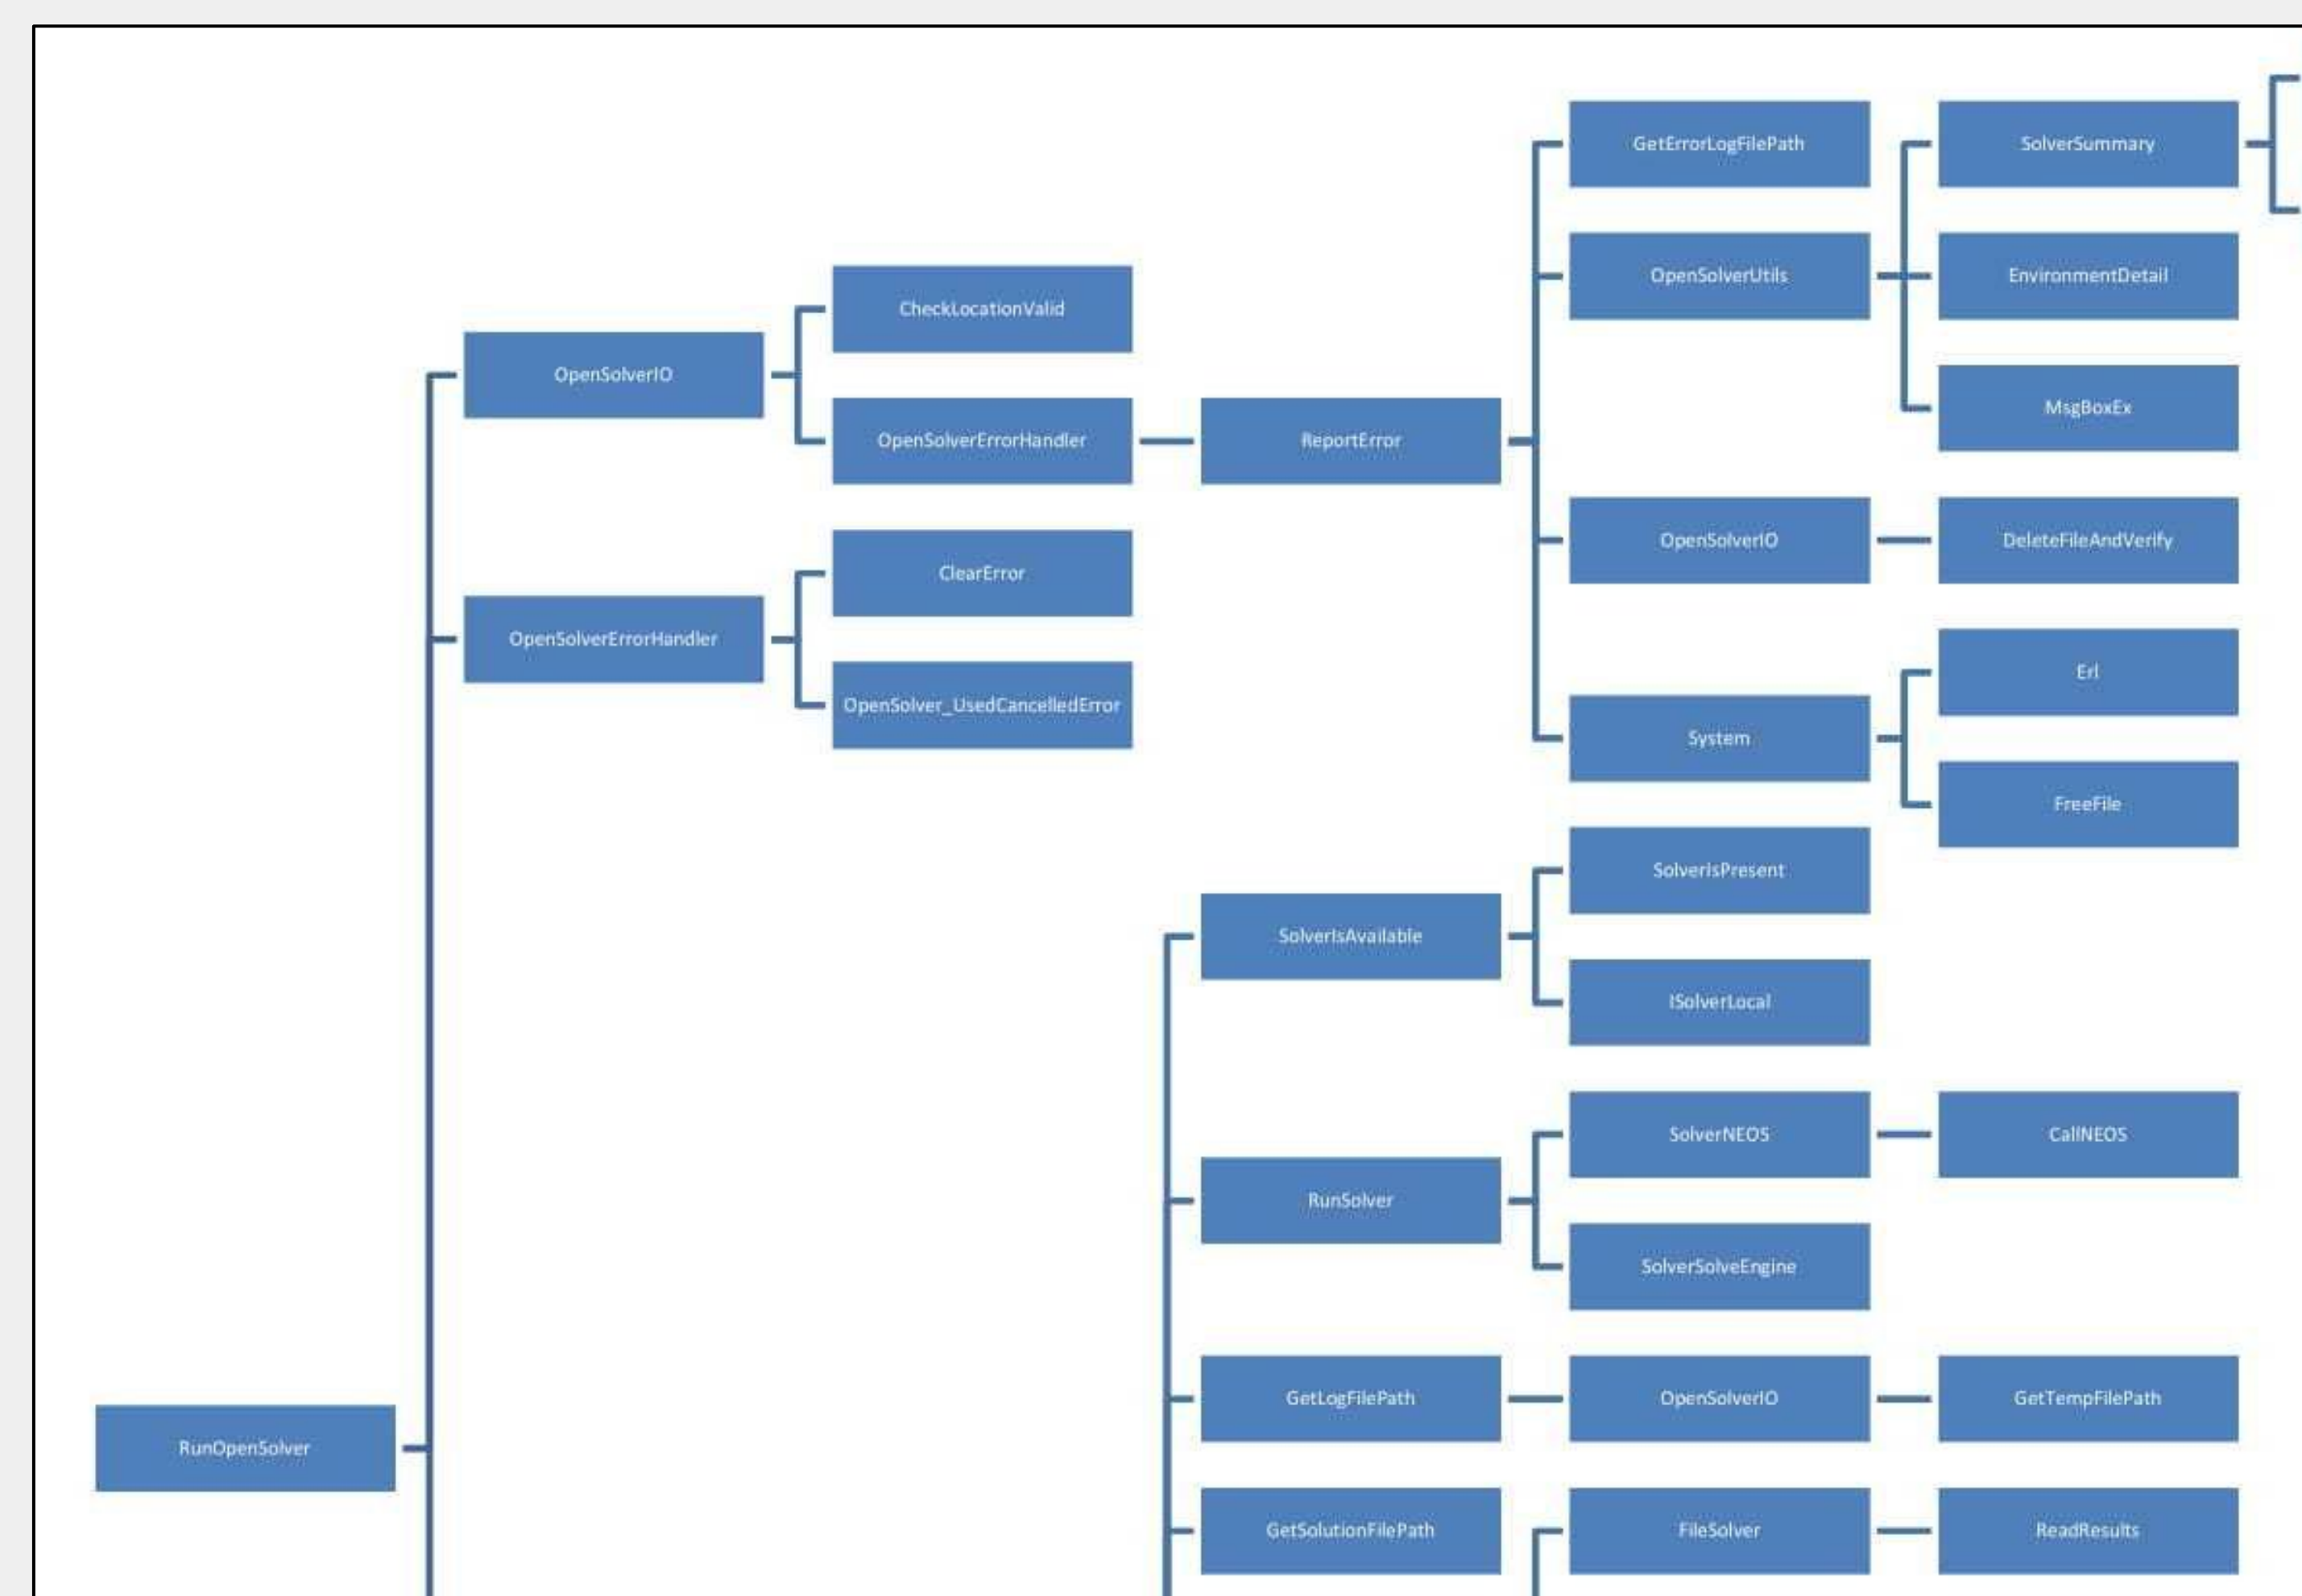 GetErrorLogFilePath
SolverSummary
OpenSolverUtils
EnvironmentDetail
CheckLocationValid
OpenSolverIO
MsgBoxEx
OpenSolverErrorHandler
ReportError
OpenSolverIO
DeleteFileAndVerify
ClearError
OpenSolverErrorHandler
Erl
OpenSolver_UsedCancelledError
System
FreeFile
SolverIsPresent
SolverIsAvailable
ISolverLocal
SolverNEOS
CallNEOS
RunSolver
SolverSolveEngine
GetLogFilePath
OpenSolverIO
GetTempFilePath
RunOpenSolver
GetSolutionFilePath
FileSolver
ReadResults